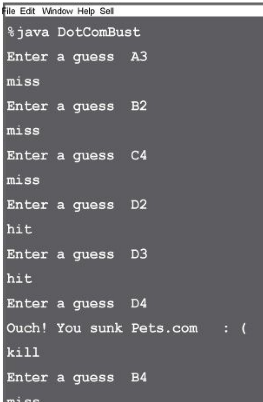 File Edit Window Help Sell
%java DotComBust
Enter a guess A3
miss
Enter a guess B2
miss
Enter a guess C4
miss
Enter a guess D2
hit
Enter a guess D3
hit
Enter a guess D4
Ouch! You sunk Pets.com : (
kill
Enter a guess B4
miss